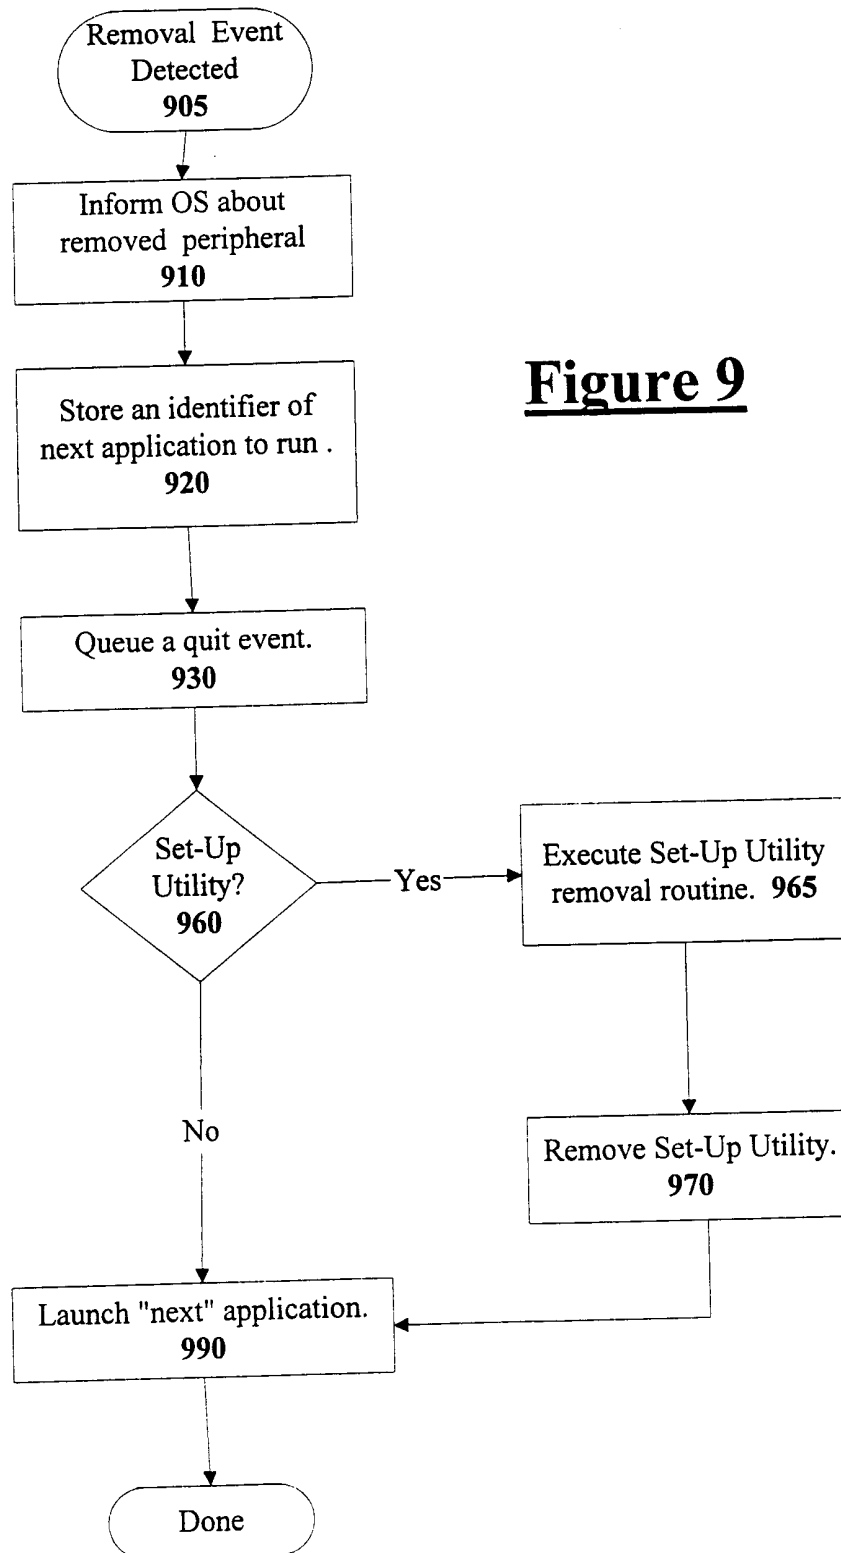 Removal Event
Detected
905
Inform OS about
removed peripheral
910
Figure 9
Store an identifier of
next application to run .
920
Queue a quit event.
930
Set-Up
Utility?
960
Yes
Execute Set-Up Utility
removal routine. 965
No
Remove Set-Up Utility.
970
Launch "next" application.
990
Done